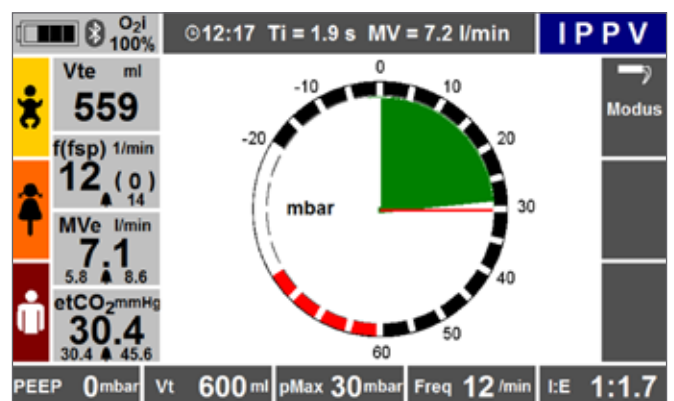 O2i
100%
12:17 Ti = 1.9 s MV = 7.2 l/min
IPPV
Vte ml
559
f(fsp) 1/min
12 ( 0 )
14
MVe l/min
7.1
5.8 8.6
etCO2mmHg
30.4
30.4 45.6
0
-10 10
-20 20
mbar 30
40
50
60
Modus
PEEP 0mbar Vt 600 ml pMax 30mbar Freq 12 /min I:E 1:1.7